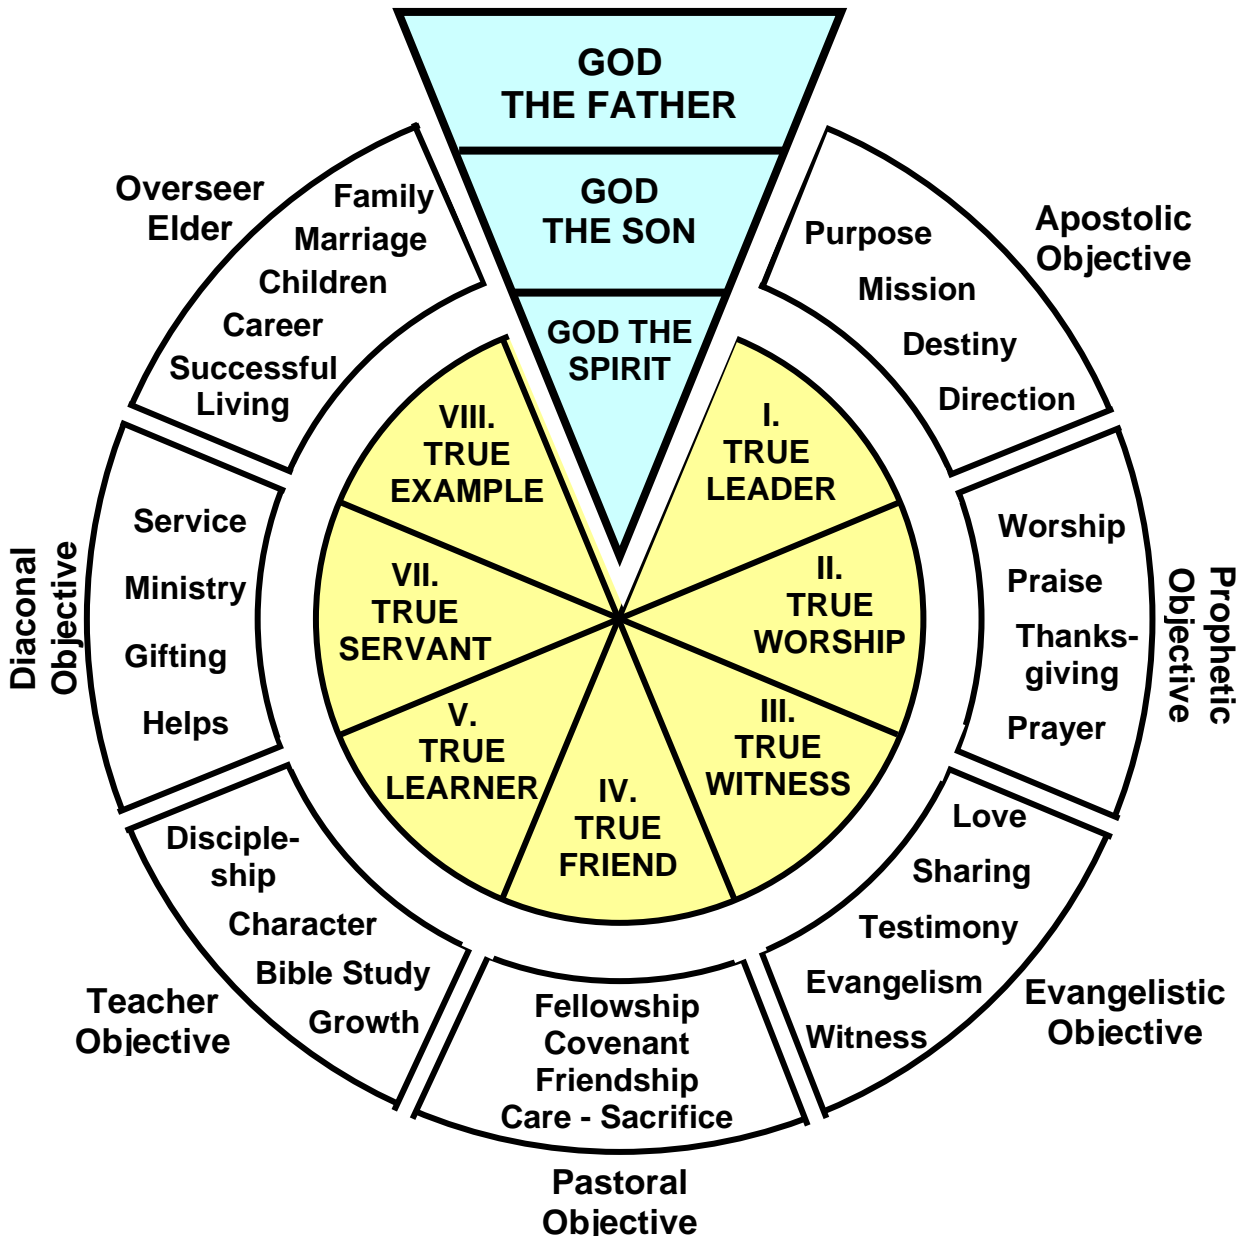 GOD
THE FATHER
GOD
THE SON
GOD THE
SPIRIT
Apostolic
Objective
Purpose
Mission
Destiny
Direction
I.
TRUE
LEADER
Prophetic
Objective
Worship
Praise
Thanks-
giving
Prayer
II.
TRUE
WORSHIP
Evangelistic
Objective
Love
Sharing
Testimony
Evangelism
Witness
III.
TRUE
WITNESS
Pastoral
Objective
Fellowship
Covenant
Friendship
Care - Sacrifice
IV.
TRUE
FRIEND
Teacher
Objective
Disciple-
ship
Character
Bible Study
Growth
V.
TRUE
LEARNER
Diaconal
Objective
Service
Ministry
Gifting
Helps
VII.
TRUE
SERVANT
Overseer
Elder
Family
Marriage
Children
Career
Successful
Living
VIII.
TRUE
EXAMPLE